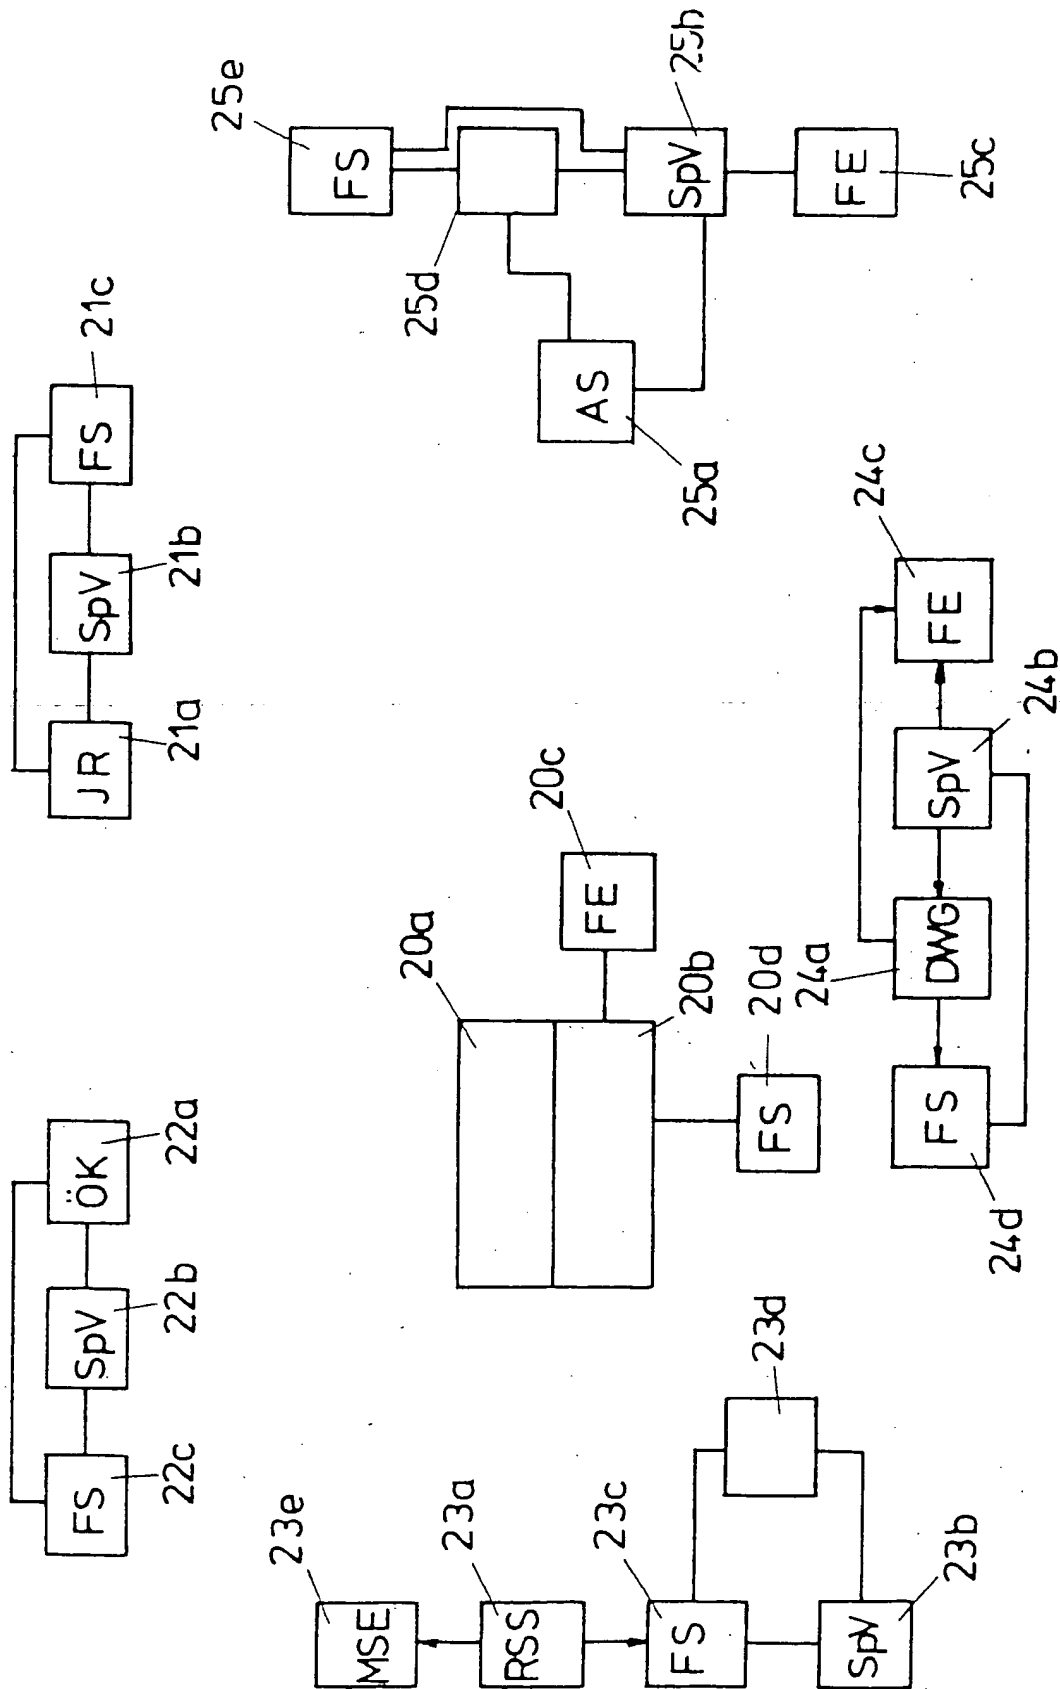 FS
22c
SpV
22b
ÖK
22a
JR
21a
SpV
21b
FS
21c
MSE
23e
RSS
23a
FS
23c
SpV
23b
23d
20a
20b
FE
20c
FS
20d
FS
24d
DWG
24a
SpV
24b
FE
24c
AS
25a
FS
25e
25d
SpV
25b
FE
25c